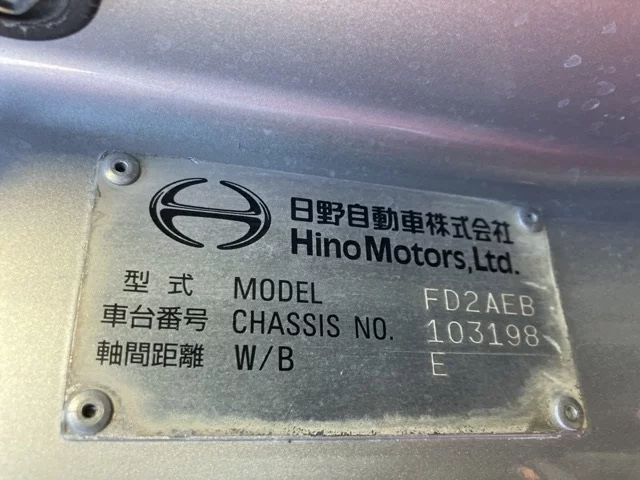 日野自動車株式会社
Hino Motors, Ltd.
型式 MODEL FD2AEB
車台番号 CHASSIS NO. 103198
軸間距離 W/B E